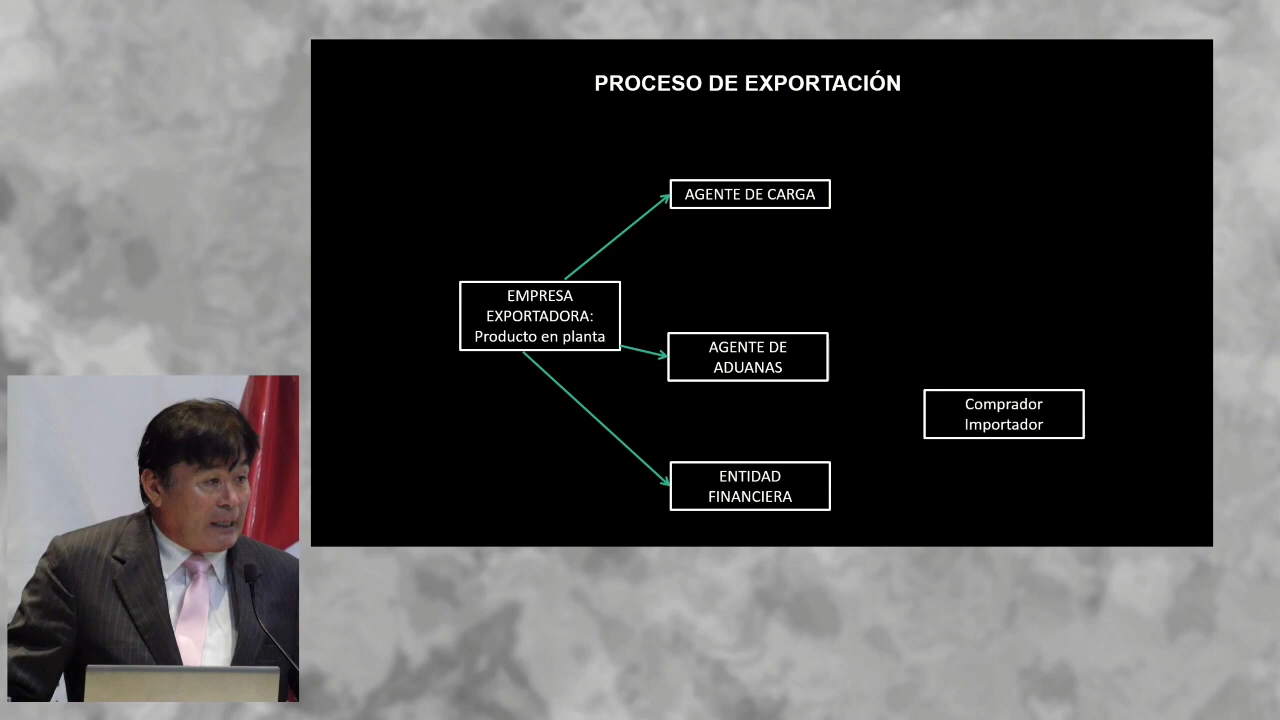 PROCESO DE EXPORTACIÓN
AGENTE DE CARGA
EMPRESA
EXPORTADORA:
Producto en planta
AGENTE DE
ADUANAS
Comprador
Importador
ENTIDAD
FINANCIERA